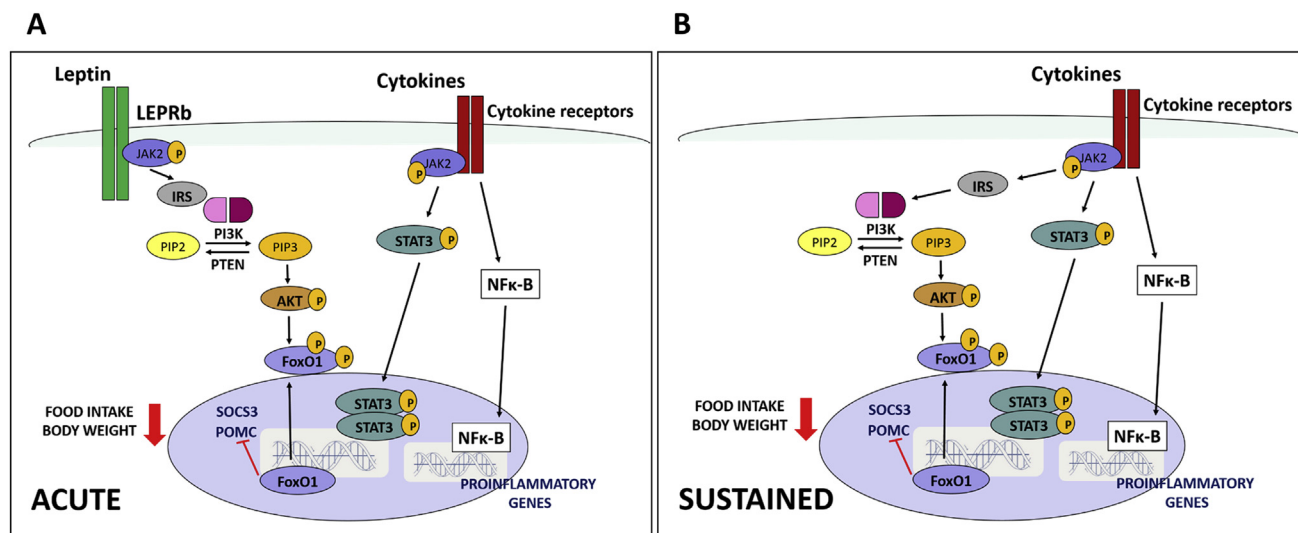 A
Leptin
LEPRb
Cytokines
Cytokine receptors
JAK2
P
JAK2
P
IRS
PI3K
PIP2
PIP3
PTEN
STAT3
P
AKT
P
NFκ-B
P
FoxO1
P
FOOD INTAKE
BODY WEIGHT
SOCS3
POMC
STAT3
P
STAT3
P
NFκ-B
FoxO1
PROINFLAMMATORY
GENES
ACUTE
B
Cytokines
Cytokine receptors
JAK2
P
IRS
PI3K
PIP2
PIP3
PTEN
STAT3
P
AKT
P
NFκ-B
P
FoxO1
P
FOOD INTAKE
BODY WEIGHT
SOCS3
POMC
STAT3
P
STAT3
P
NFκ-B
FoxO1
PROINFLAMMATORY
GENES
SUSTAINED